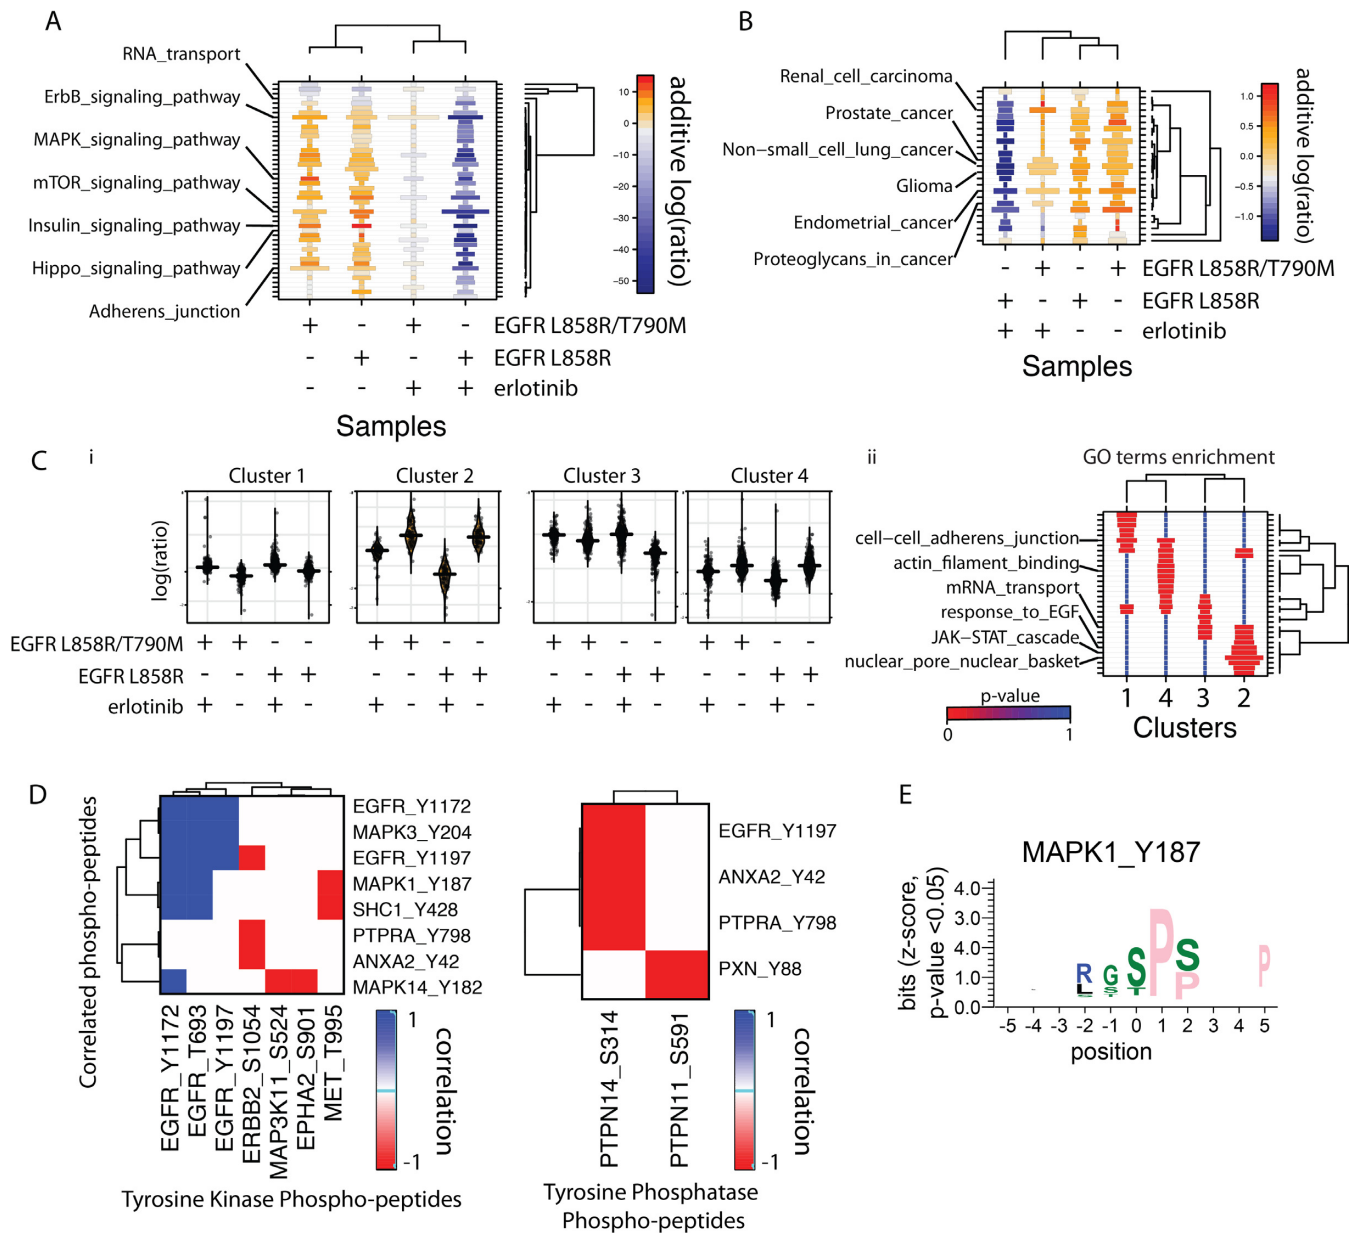 A
RNA_transport
ErbB_signaling_pathway
MAPK_signaling_pathway
mTOR_signaling_pathway
Insulin_signaling_pathway
Hippo_signaling_pathway
Adherens_junction
10
0
-10
-20
-30
-40
-50
additive log(ratio)
+ - + - EGFR L858R/T790M
- + - + EGFR L858R
- - + + erlotinib
Samples
B
Renal_cell_carcinoma
Prostate_cancer
Non-small_cell_lung_cancer
Glioma
Endometrial_cancer
Proteoglycans_in_cancer
1.0
0.5
0.0
-0.5
-1.0
additive log(ratio)
- + - + EGFR L858R/T790M
+ - + - EGFR L858R
+ + - - erlotinib
Samples
C
i
Cluster 1
Cluster 2
Cluster 3
Cluster 4
log(ratio)
EGFR L858R/T790M + + - - + + - - + + - - + + - -
EGFR L858R - - + + - - + + - - + + - - + +
erlotinib + - + - + - + - + - + - + - + -
ii
GO terms enrichment
cell-cell_adherens_junction
actin_filament_binding
mRNA_transport
response_to_EGF
JAK-STAT_cascade
nuclear_pore_nuclear_basket
p-value
0 1
1 4 3 2
Clusters
D
Correlated phospho-peptides
EGFR_Y1172
MAPK3_Y204
EGFR_Y1197
MAPK1_Y187
SHC1_Y428
PTPRA_Y798
ANXA2_Y42
MAPK14_Y182
EGFR_Y1172
EGFR_T693
EGFR_Y1197
ERBB2_S1054
MAP3K11_S524
EPHA2_S901
MET_T995
1
-1
correlation
Tyrosine Kinase Phospho-peptides
EGFR_Y1197
ANXA2_Y42
PTPRA_Y798
PXN_Y88
PTPN14_S314
PTPN11_S591
1
-1
correlation
Tyrosine Phosphatase
Phospho-peptides
E
MAPK1_Y187
bits (z-score,
p-value <0.05)
4.0
3.0
4.0
1.0
0.0
R
L
G
S
S
T
P
S
P
P
-5 -4 -3 -2 -1 0 1 2 3 4 5
position